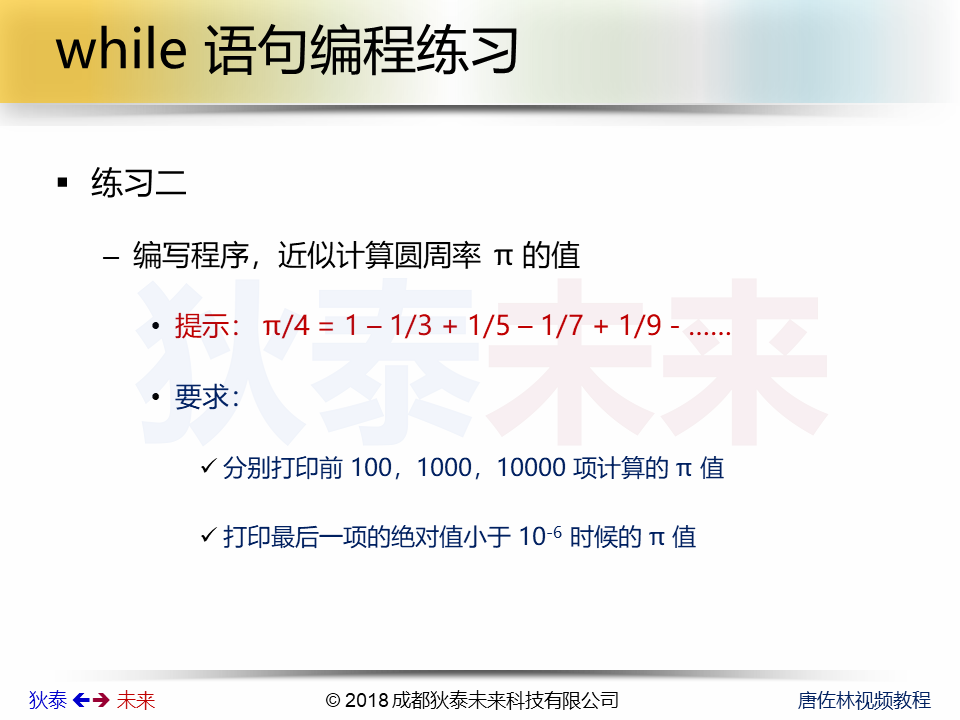 while 语句编程练习
▪ 练习二
– 编写程序，近似计算圆周率 π 的值
• 提示： π/4 = 1 – 1/3 + 1/5 – 1/7 + 1/9 - ……
• 要求：
✓ 分别打印前 100，1000，10000 项计算的 π 值
✓ 打印最后一项的绝对值小于 10⁻⁶ 时候的 π 值
狄泰未来
狄泰 🡸🡺 未来 © 2018 成都狄泰未来科技有限公司 唐佐林视频教程